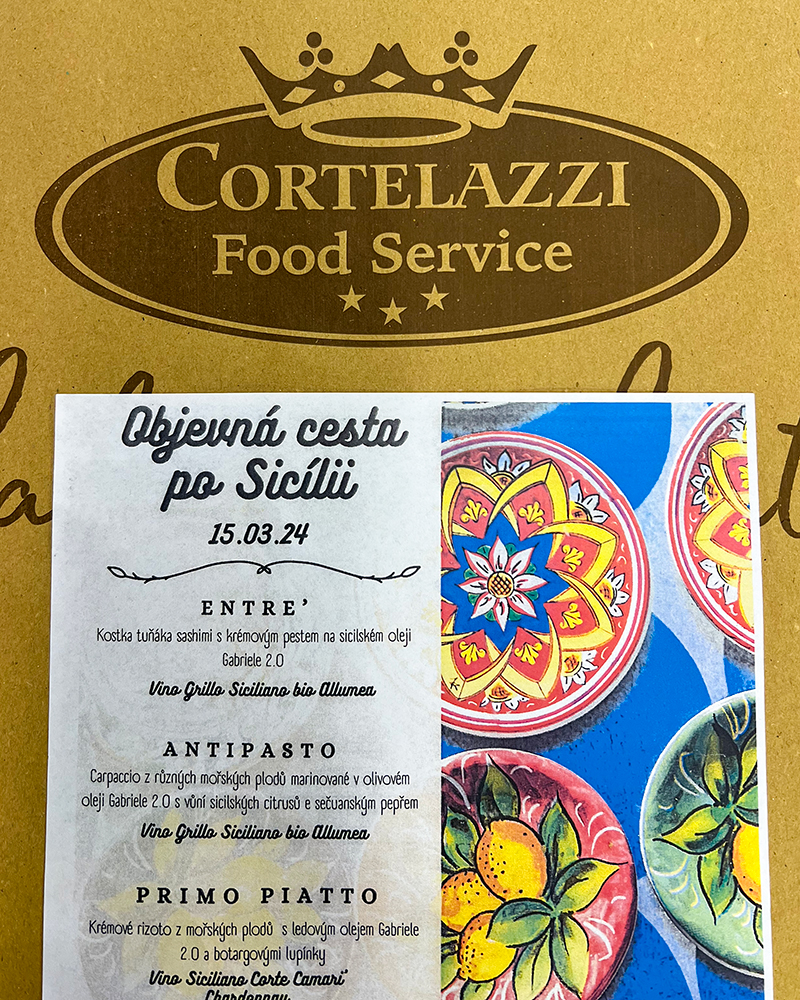 CORTELAZZI
Food Service
Objevná cesta
po Sicílii
15.03.24
ENTRE’
Kostka tuňáka sashimi s krémovým pestem na sicilském oleji
Gabriele 2.0
Vino Grillo Siciliano bio Allumea
ANTIPASTO
Carpaccio z různých mořských plodů marinované v olivovém
oleji Gabriele 2.0 s vůní sicilských citrusů e sečuanským pepřem
Vino Grillo Siciliano bio Allumea
PRIMO PIATTO
Krémové rizoto z mořských plodů s ledovým olejem Gabriele
2.0 a botargovými lupínky
Vino Siciliano Corte Camari’
Chardonnay